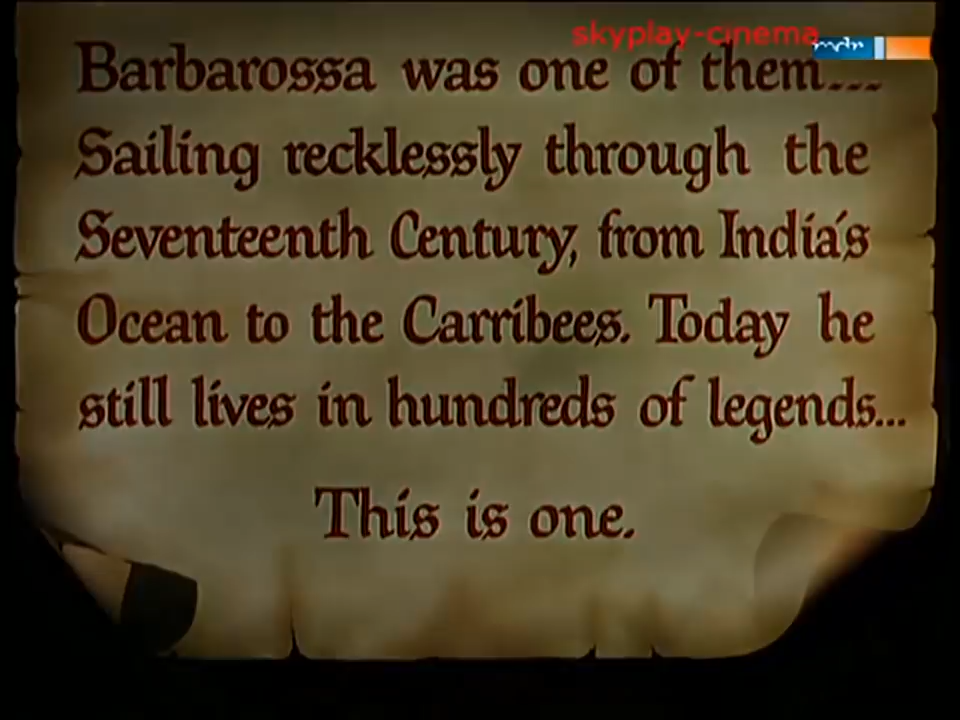 skyplay-cinema
mdr
Barbarossa was one of them...
Sailing recklessly through the
Seventeenth Century, from India's
Ocean to the Carribees. Today he
still lives in hundreds of legends...
This is one.